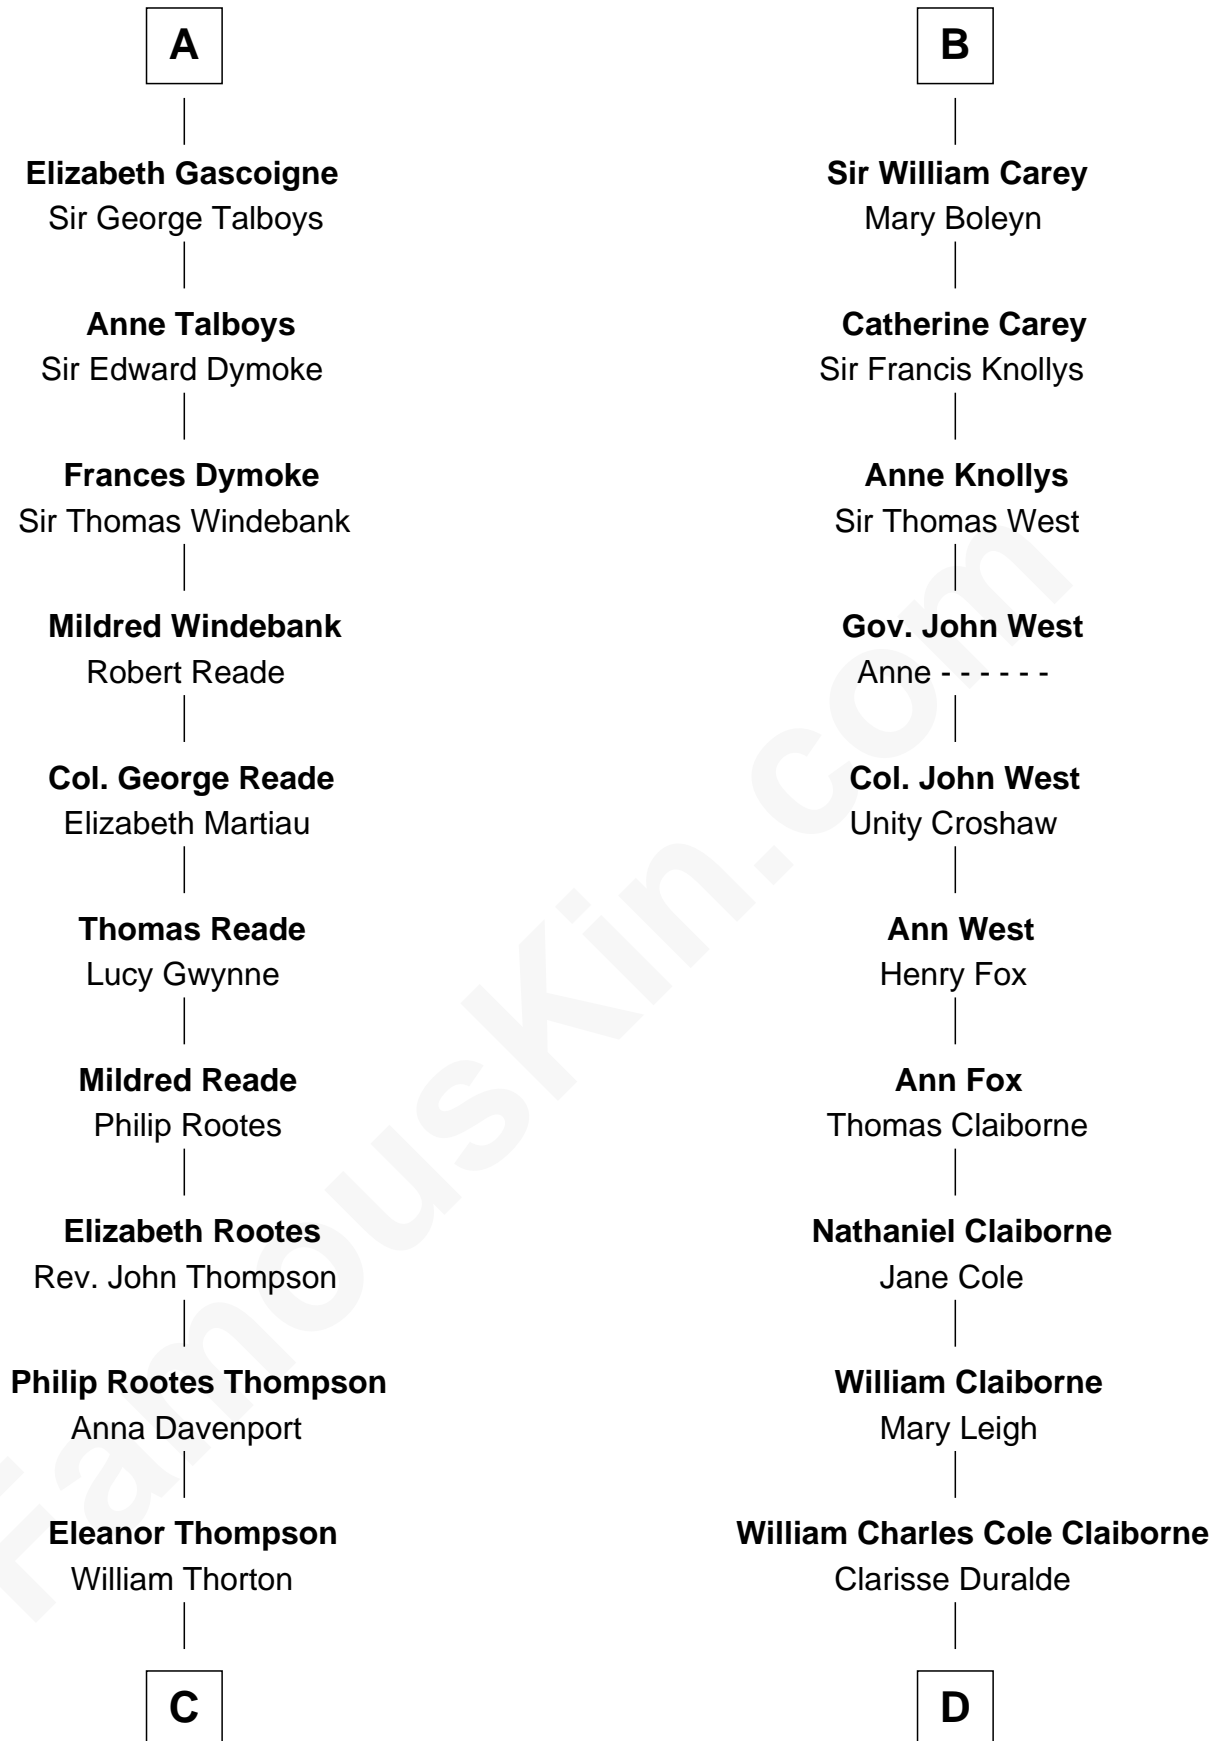 A
Elizabeth Gascoigne
Sir George Talboys
Anne Talboys
Sir Edward Dymoke
Frances Dymoke
Sir Thomas Windebank
Mildred Windebank
Robert Reade
Col. George Reade
Elizabeth Martiau
Thomas Reade
Lucy Gwynne
Mildred Reade
Philip Rootes
Elizabeth Rootes
Rev. John Thompson
Philip Rootes Thompson
Anna Davenport
Eleanor Thompson
William Thorton
C
B
Sir William Carey
Mary Boleyn
Catherine Carey
Sir Francis Knollys
Anne Knollys
Sir Thomas West
Gov. John West
Anne - - - - - -
Col. John West
Unity Croshaw
Ann West
Henry Fox
Ann Fox
Thomas Claiborne
Nathaniel Claiborne
Jane Cole
William Claiborne
Mary Leigh
William Charles Cole Claiborne
Clarisse Duralde
D
FamousKin.com